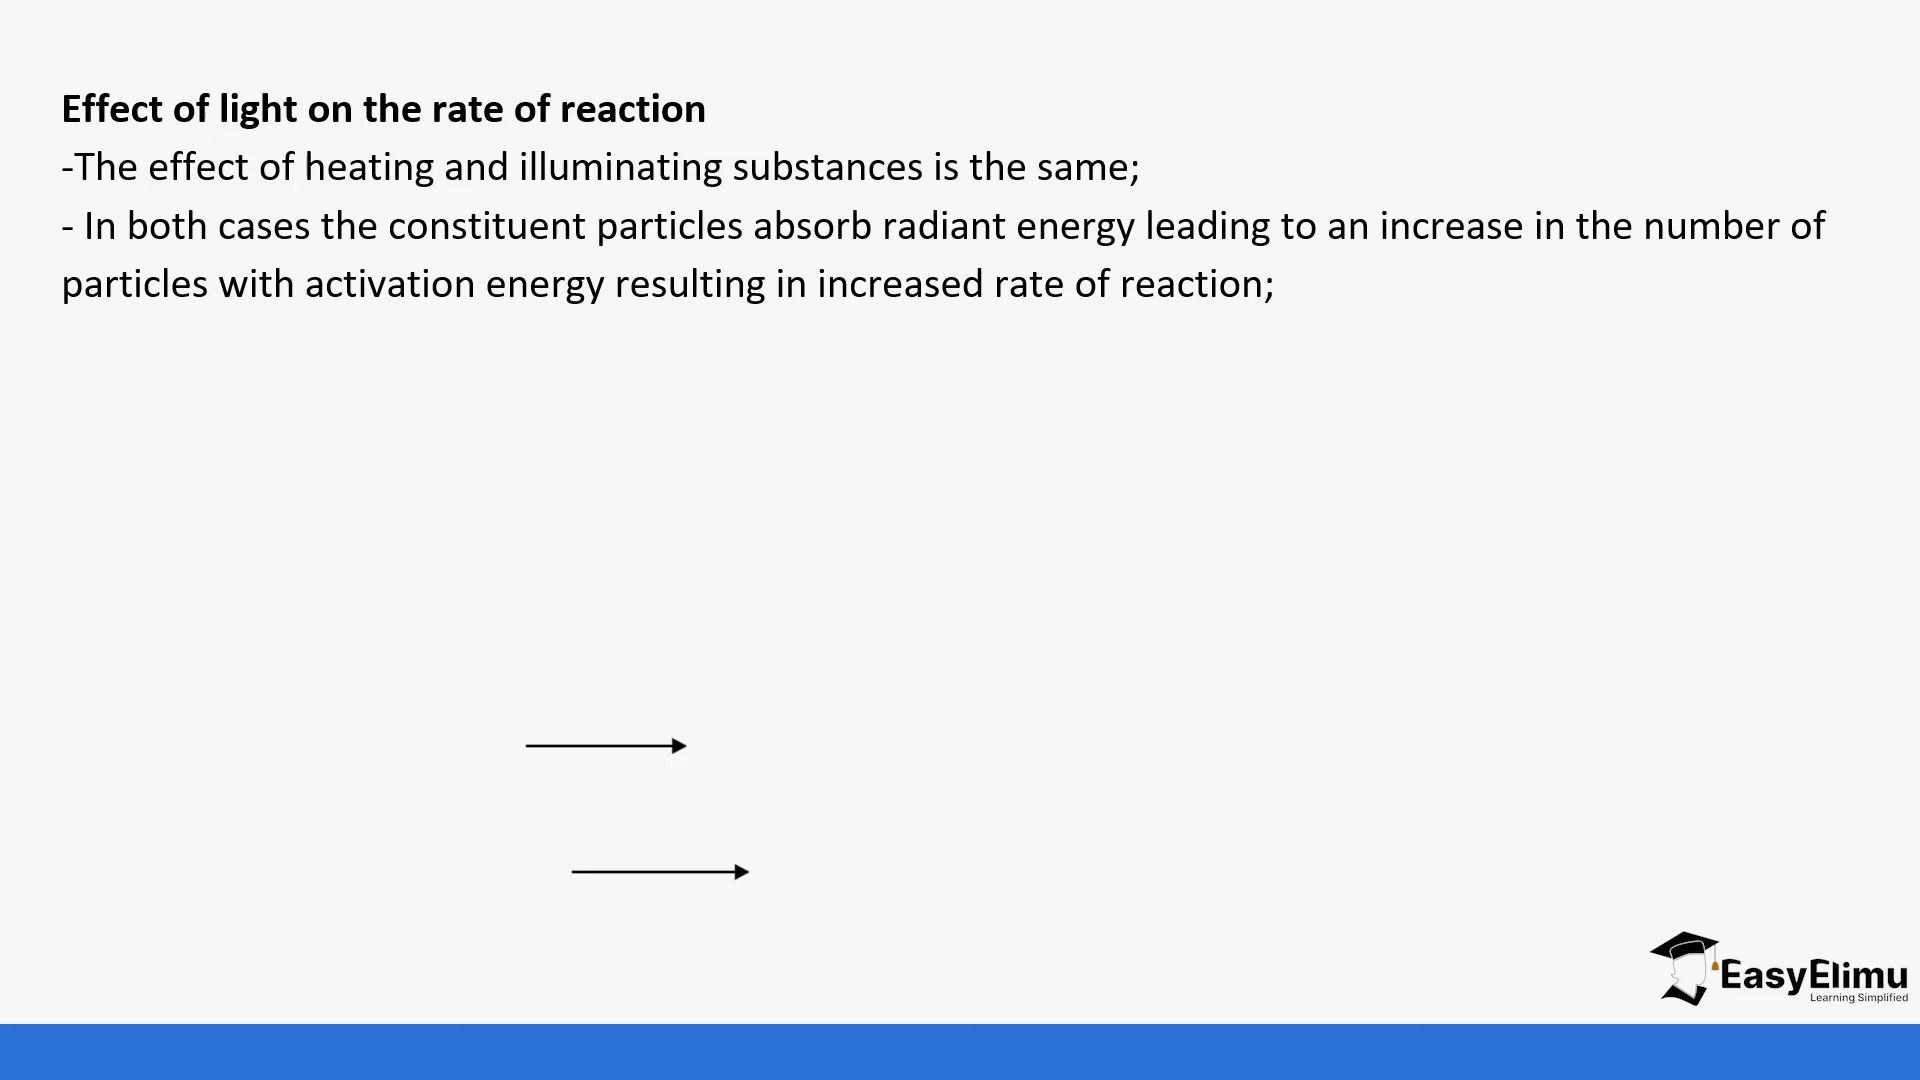 Effect of light on the rate of reaction
-The effect of heating and illuminating substances is the same;
- In both cases the constituent particles absorb radiant energy leading to an increase in the number of
particles with activation energy resulting in increased rate of reaction;
EasyElimu
Learning Simplified